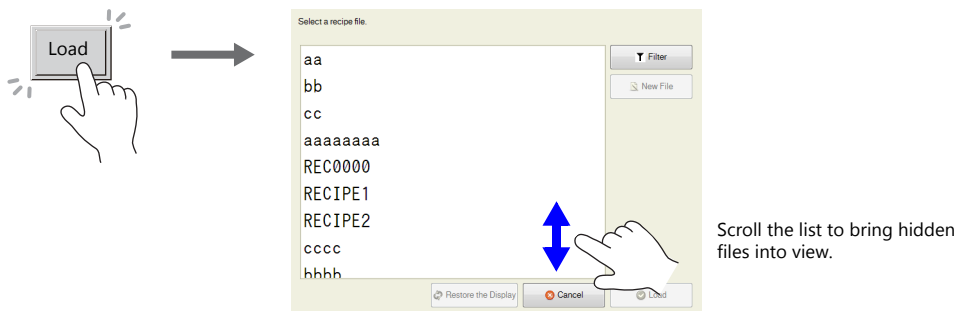 Load
Select a recipe file.
aa
bb
cc
aaaaaaaa
REC0000
RECIPE1
RECIPE2
cccc
bbbb
Filter
New File
Restore the Display
Cancel
Load
Scroll the list to bring hidden
files into view.